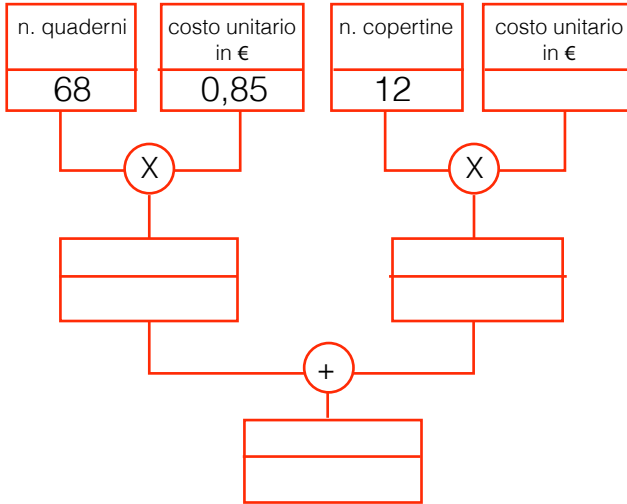 n. quaderni
costo unitario
in €
n. copertine
costo unitario
in €
68
0,85
12
X
X
+